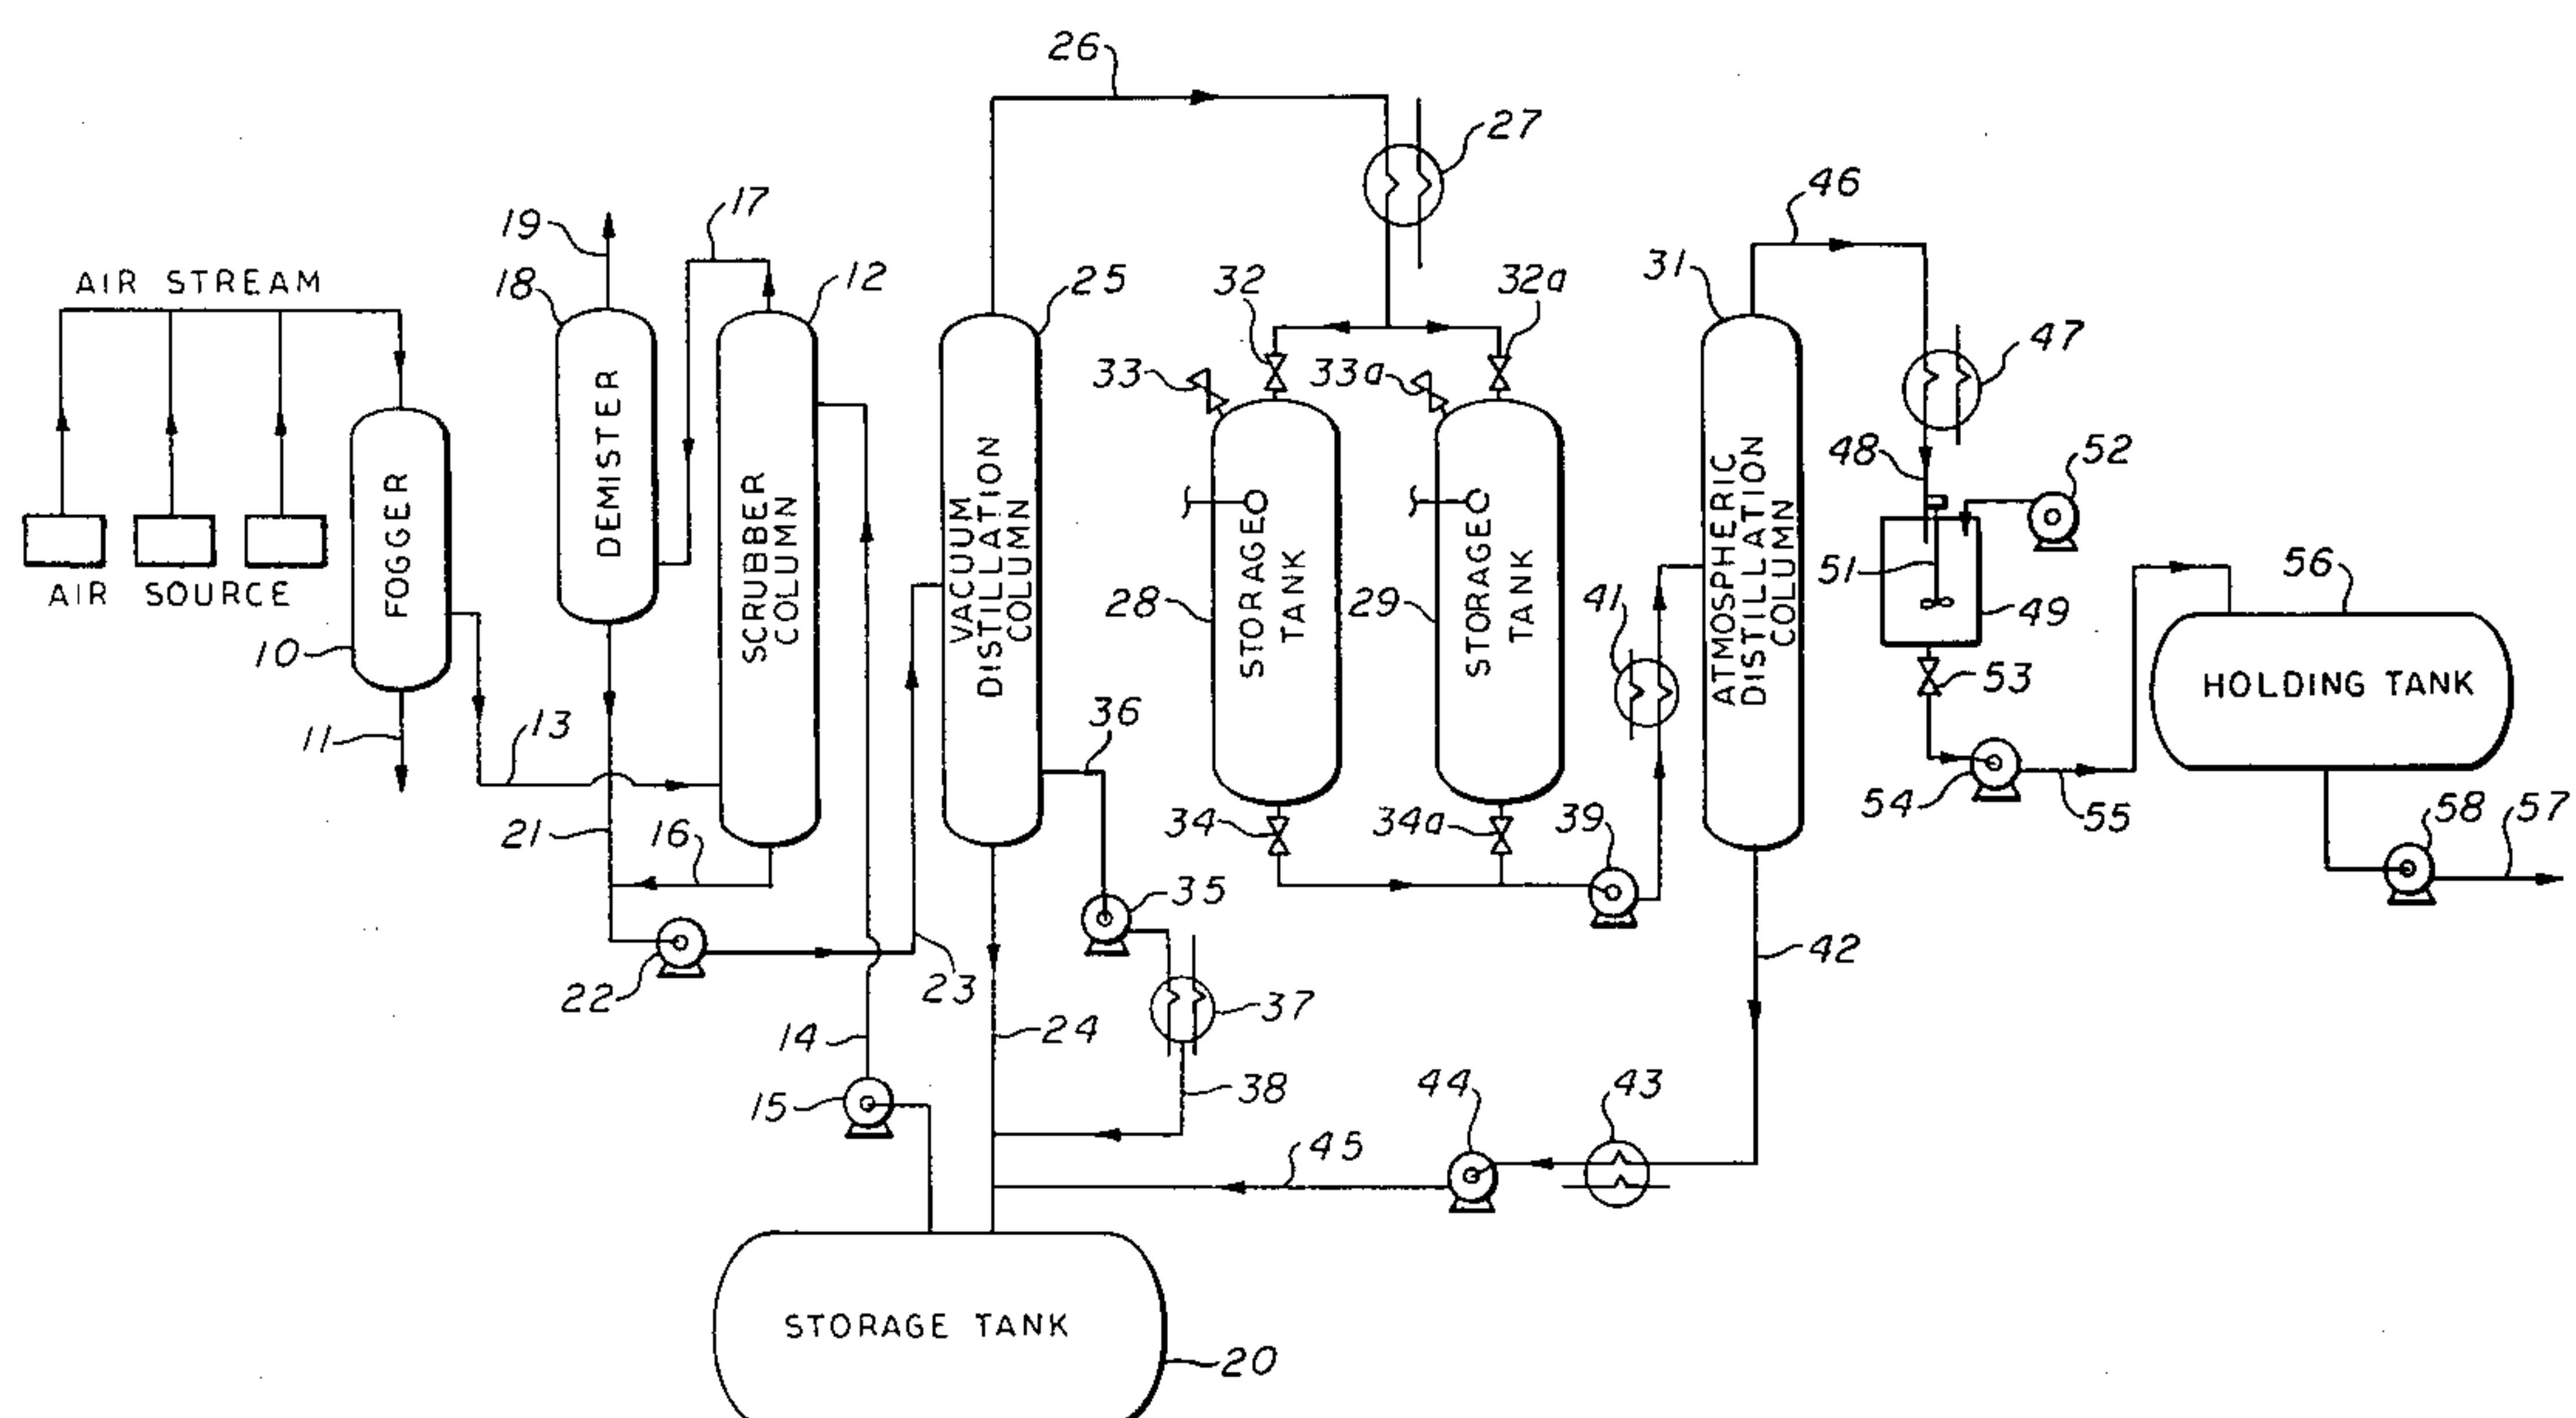 26
27
46
17
19
AIR STREAM
18
12
25
32
32a
31
47
33
33a
48
52
DEMISTER
FOGGER
SCRUBBER
COLUMN
VACUUM
DISTILLATION
COLUMN
STORAGE
TANK
STORAGE
TANK
ATMOSPHERIC
DISTILLATION
COLUMN
51
56
AIR SOURCE
28
29
41
49
10
53
HOLDING TANK
11
13
36
54
55
58
57
21
16
34
34a
39
35
22
23
42
14
24
37
15
38
44
43
45
STORAGE TANK
20